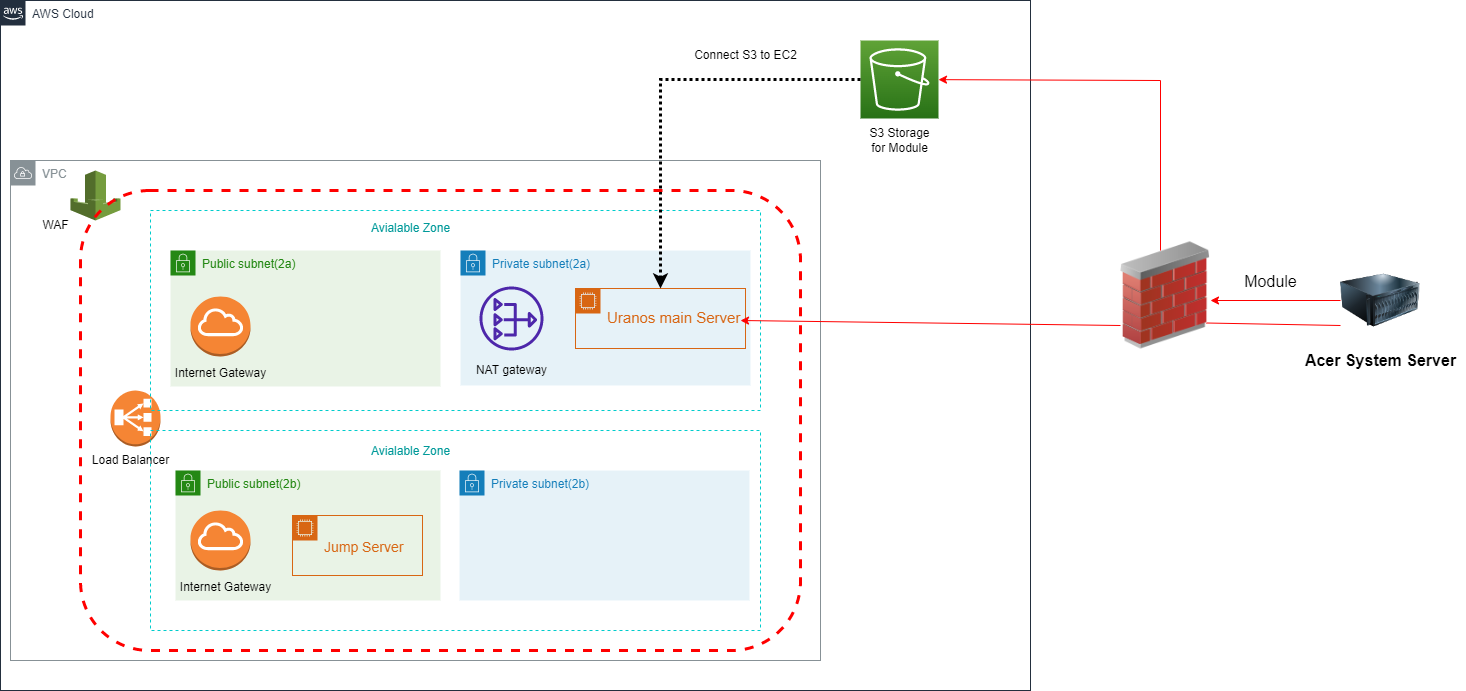 aws
AWS Cloud
Connect S3 to EC2
S3 Storage
for Module
VPC
WAF
Avialable Zone
Public subnet(2a)
Private subnet(2a)
Uranos main Server
Internet Gateway
NAT gateway
Module
Acer System Server
Load Balancer
Avialable Zone
Public subnet(2b)
Private subnet(2b)
Jump Server
Internet Gateway